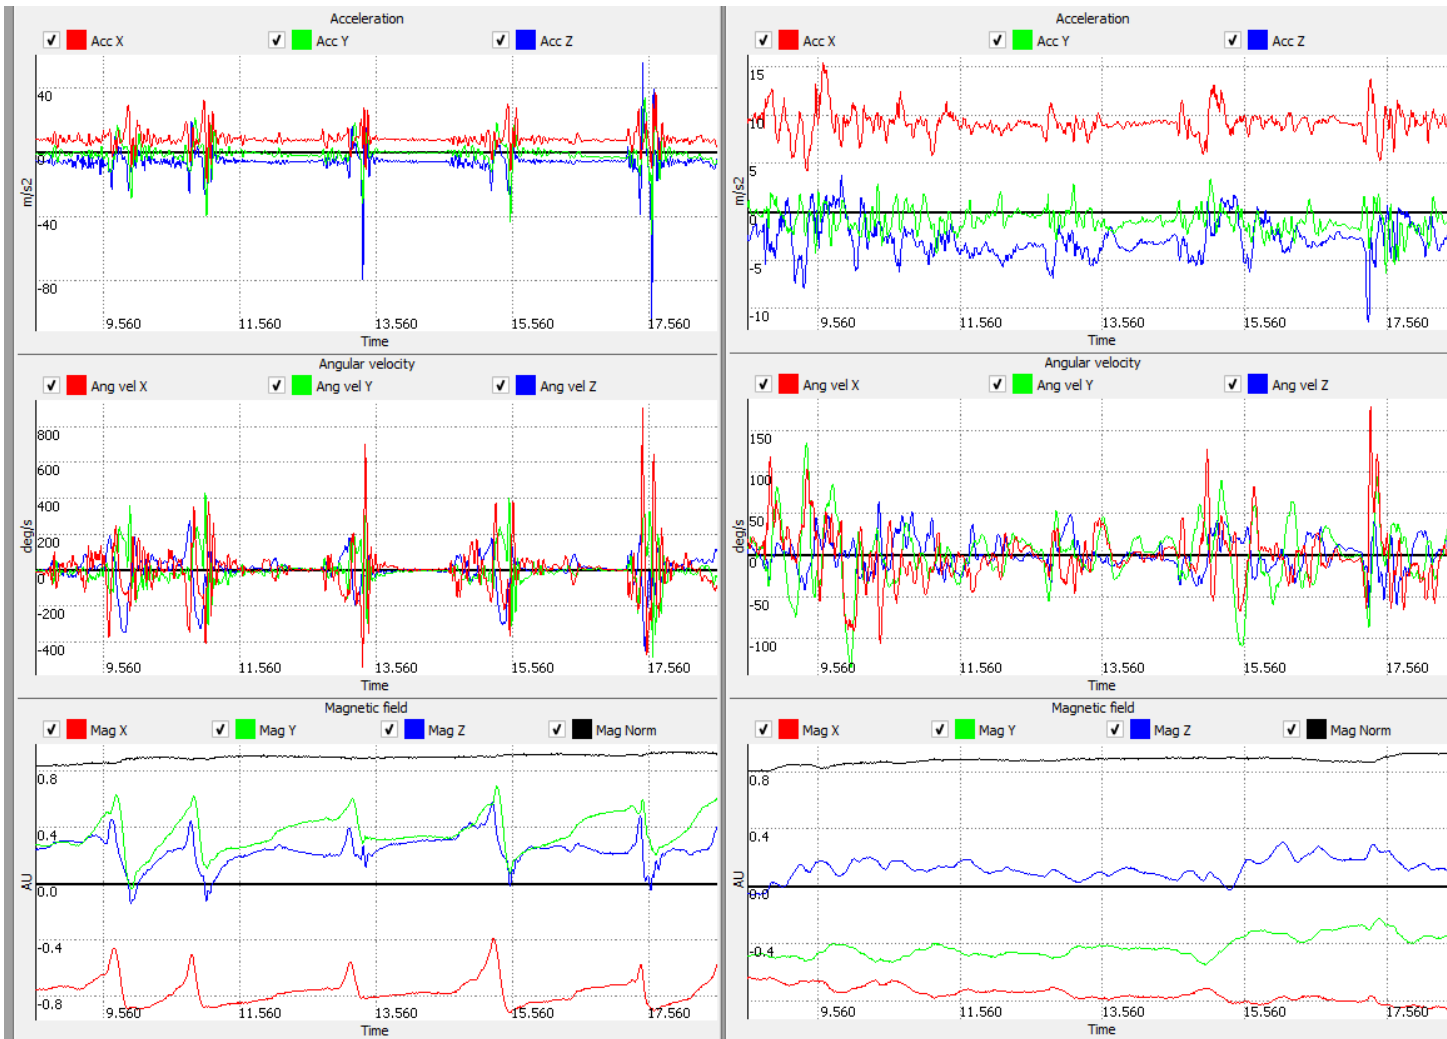 Acceleration
Acc X Acc Y Acc Z
40
0
-40
-80
m/s2
9.560 11.560 13.560 15.560 17.560
Time
Angular velocity
Ang vel X Ang vel Y Ang vel Z
800
600
400
200
0
-200
-400
deg/s
9.560 11.560 13.560 15.560 17.560
Time
Magnetic field
Mag X Mag Y Mag Z Mag Norm
0.8
0.4
0.0
-0.4
-0.8
AU
9.560 11.560 13.560 15.560 17.560
Time
Acceleration
Acc X Acc Y Acc Z
15
10
5
0
-5
-10
m/s2
9.560 11.560 13.560 15.560 17.560
Time
Angular velocity
Ang vel X Ang vel Y Ang vel Z
150
100
50
0
-50
-100
deg/s
9.560 11.560 13.560 15.560 17.560
Time
Magnetic field
Mag X Mag Y Mag Z Mag Norm
0.8
0.4
0.0
-0.4
AU
9.560 11.560 13.560 15.560 17.560
Time